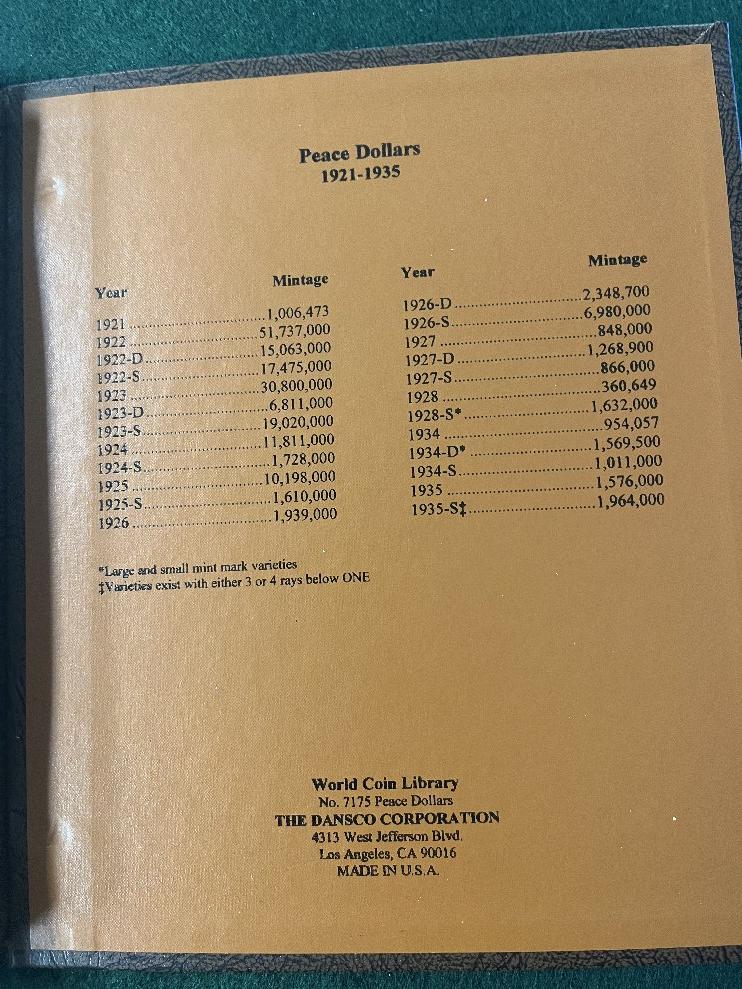 Peace Dollars
1921-1935
Year Mintage
1921 ................................1,006,473
1922 ..............................51,737,000
1922-D...........................15,063,000
1922-S............................17,475,000
1923 ..............................30,800,000
1923-D.............................6,811,000
1923-S............................19,020,000
1924 ..............................11,811,000
1924-S..............................1,728,000
1925 ..............................10,198,000
1925-S..............................1,610,000
1926 ................................1,939,000
Year Mintage
1926-D.............................2,348,700
1926-S..............................6,980,000
1927 ...................................848,000
1927-D.............................1,268,900
1927-S.................................866,000
1928 ...................................360,649
1928-S*............................1,632,000
1934 ...................................954,057
1934-D*...........................1,569,500
1934-S..............................1,011,000
1935 ................................1,576,000
1935-S‡............................1,964,000
*Large and small mint mark varieties
‡Varieties exist with either 3 or 4 rays below ONE
World Coin Library
No. 7175 Peace Dollars
THE DANSCO CORPORATION
4313 West Jefferson Blvd.
Los Angeles, CA 90016
MADE IN U.S.A.